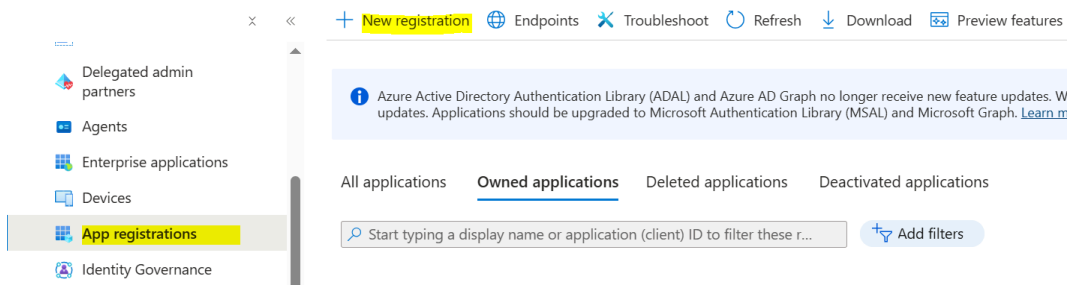 New registration Endpoints Troubleshoot Refresh Download Preview features
Delegated admin
partners
Agents
Enterprise applications
Devices
App registrations
Identity Governance
Azure Active Directory Authentication Library (ADAL) and Azure AD Graph no longer receive new feature updates. W
updates. Applications should be upgraded to Microsoft Authentication Library (MSAL) and Microsoft Graph. Learn m
All applications Owned applications Deleted applications Deactivated applications
Start typing a display name or application (client) ID to filter these r... Add filters